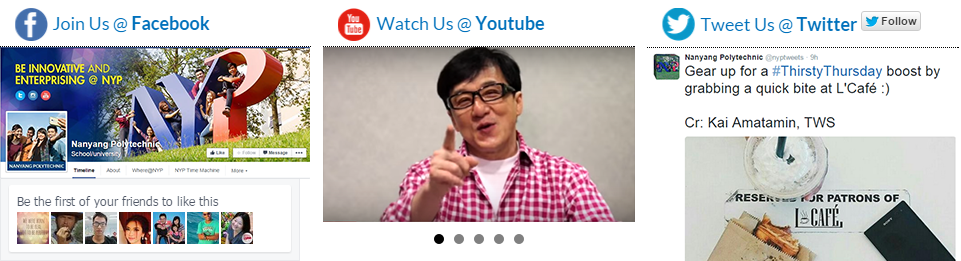 Join Us @ Facebook
BE INNOVATIVE AND
ENTERPRISING @ NYP
NYP
Nanyang Polytechnic
School/university
Like
Follow
Message
NANYANG POLYTECHNIC
Timeline
About
Where@NYP
NYP Time Machine
More
Be the first of your friends to like this
You Tube
Watch Us @ Youtube
Tweet Us @ Twitter
Follow
Nanyang Polytechnic @nyptweets · 9h
Gear up for a #ThirstyThursday boost by
grabbing a quick bite at L'Café :)
Cr: Kai Amatamin, TWS
RESERVED FOR PATRONS OF
L'CAFÉ,